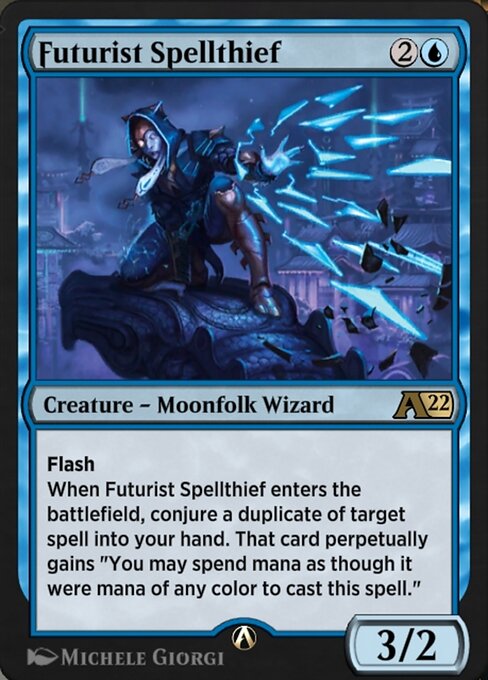 Futurist Spellthief 2
Creature – Moonfolk Wizard A22
Flash
When Futurist Spellthief enters the
battlefield, conjure a duplicate of target
spell into your hand. That card perpetually
gains "You may spend mana as though it
were mana of any color to cast this spell."
3/2
Michele Giorgi